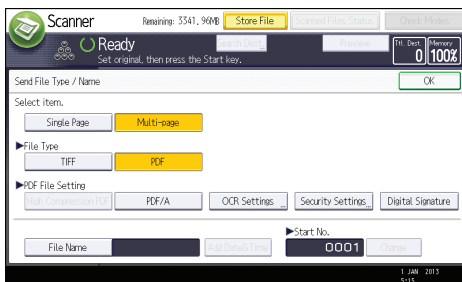 Scanner
Remaining: 3341, 96MB
Store File
Scanned Files Status
Check Modes
Ready
Search Dest.
Preview
Ttl. Dest.
Memory
Set original, then press the Start key.
0
100%
Send File Type / Name
OK
Select item.
Single Page
Multi-page
►File Type
TIFF
PDF
►PDF File Setting
High Compression PDF
PDF/A
OCR Settings
Security Settings
Digital Signature
►Start No.
File Name
Add Date&Time
0001
Change
1 JAN 2013
5:15